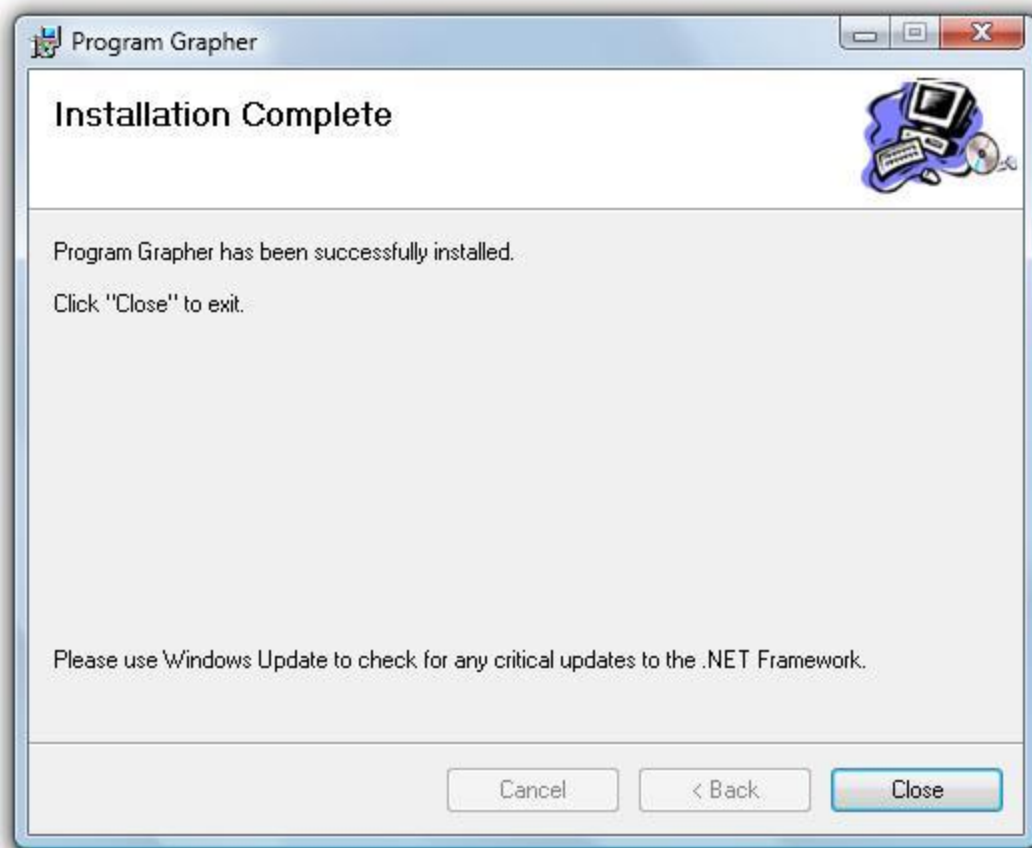 Program Grapher
Installation Complete
Program Grapher has been successfully installed.
Click "Close" to exit.
Please use Windows Update to check for any critical updates to the .NET Framework.
Cancel
< Back
Close